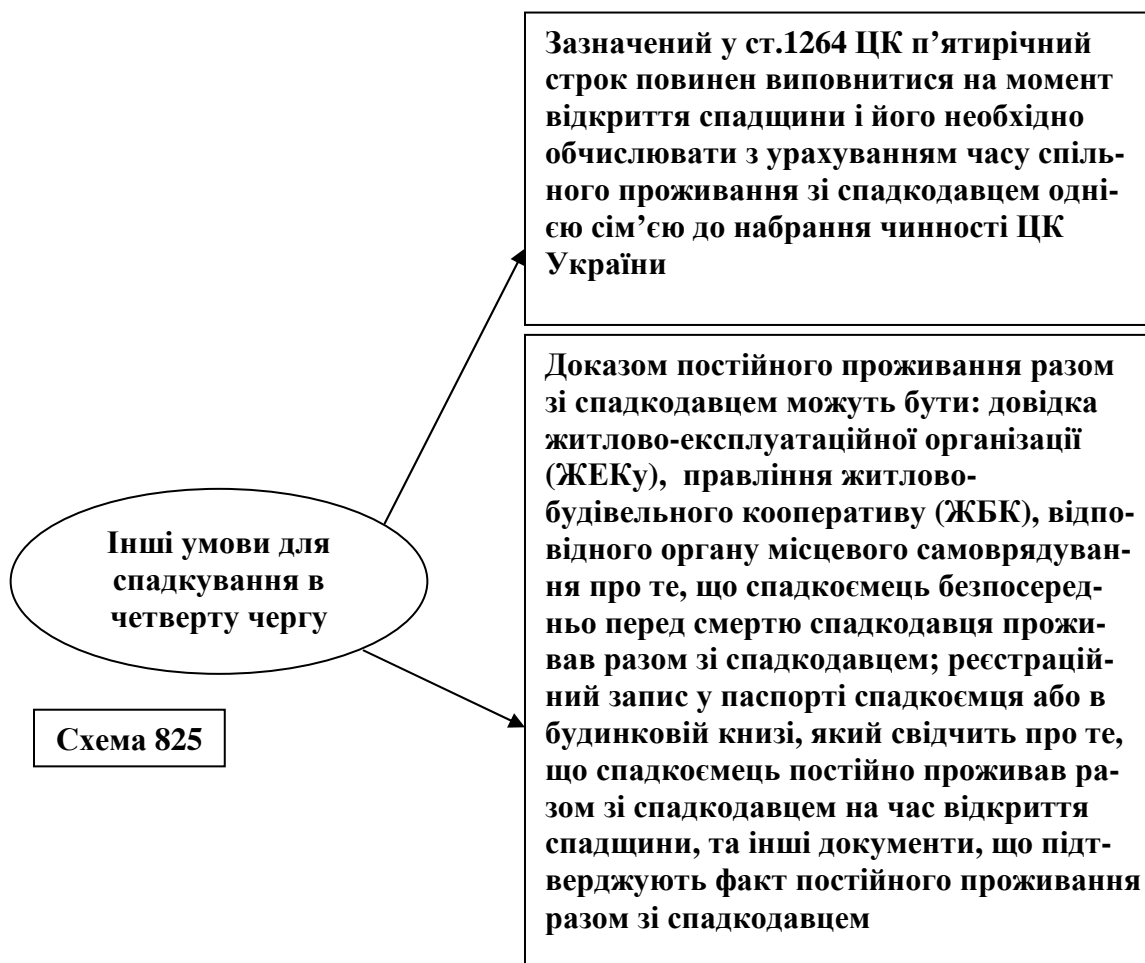 Зазначений у ст.1264 ЦК п’ятирічний
строк повинен виповнитися на момент
відкриття спадщини і його необхідно
обчислювати з урахуванням часу спіль-
ного проживання зі спадкодавцем одні-
єю сім’єю до набрання чинності ЦК
України
Доказом постійного проживання разом
зі спадкодавцем можуть бути: довідка
житлово-експлуатаційної організації
(ЖЕКу), правління житлово-
будівельного кооперативу (ЖБК), відпо-
відного органу місцевого самоврядуван-
ня про те, що спадкоємець безпосеред-
ньо перед смертю спадкодавця прожи-
вав разом зі спадкодавцем; реєстрацій-
ний запис у паспорті спадкоємця або в
будинковій книзі, який свідчить про те,
що спадкоємець постійно проживав ра-
зом зі спадкодавцем на час відкриття
спадщини, та інші документи, що підт-
верджують факт постійного проживання
разом зі спадкодавцем
Інші умови для
спадкування в
четверту чергу
Схема 825